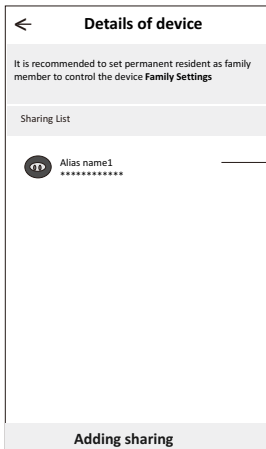 Details of device
It is recommended to set permanent resident as family
member to control the device Family Settings
Sharing List
Alias name1
************
Adding sharing